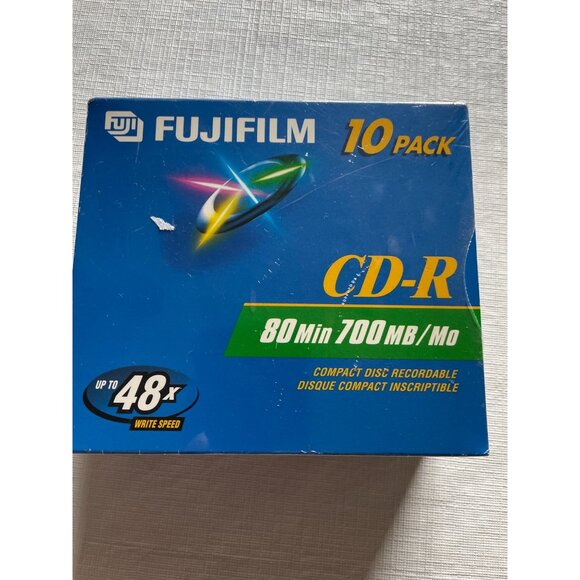 FUJI FUJIFILM 10 PACK
CD-R
80 Min 700 MB/Mo
COMPACT DISC RECORDABLE
DISQUE COMPACT INSCRIPTIBLE
UP TO 48X
WRITE SPEED